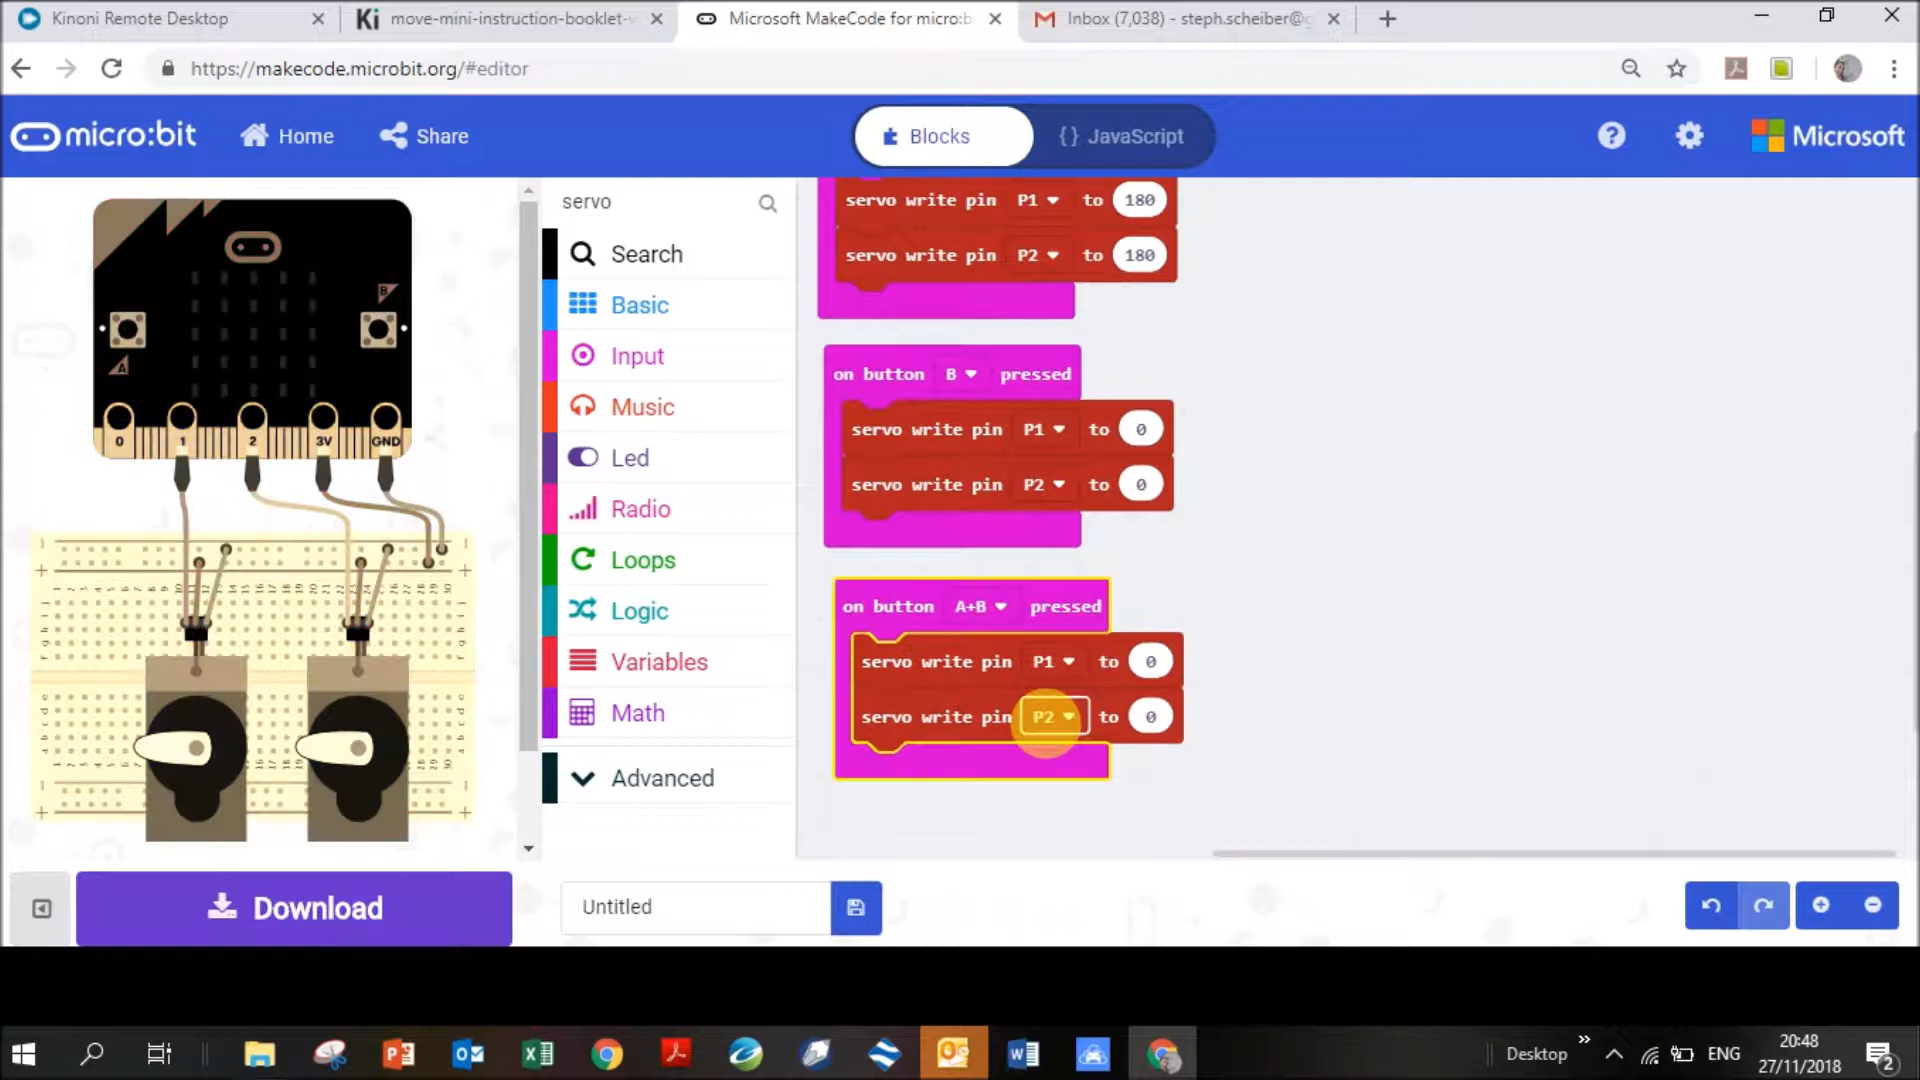 Kinoni Remote Desktop
Ki move-mini-instruction-booklet-v
Microsoft MakeCode for micro:b
Inbox (7,038) - steph.scheiber@g
https://makecode.microbit.org/#editor
micro:bit
Home
Share
Blocks
{} JavaScript
?
Microsoft
servo
Search
Basic
Input
Music
Led
Radio
Loops
Logic
Variables
Math
Advanced
B
A
0 1 2 3V GND
servo write pin P1 to 180
servo write pin P2 to 180
on button B pressed
servo write pin P1 to 0
servo write pin P2 to 0
on button A+B pressed
servo write pin P1 to 0
servo write pin P2 to 0
Download
Untitled
Desktop
ENG
20:48
27/11/2018
2